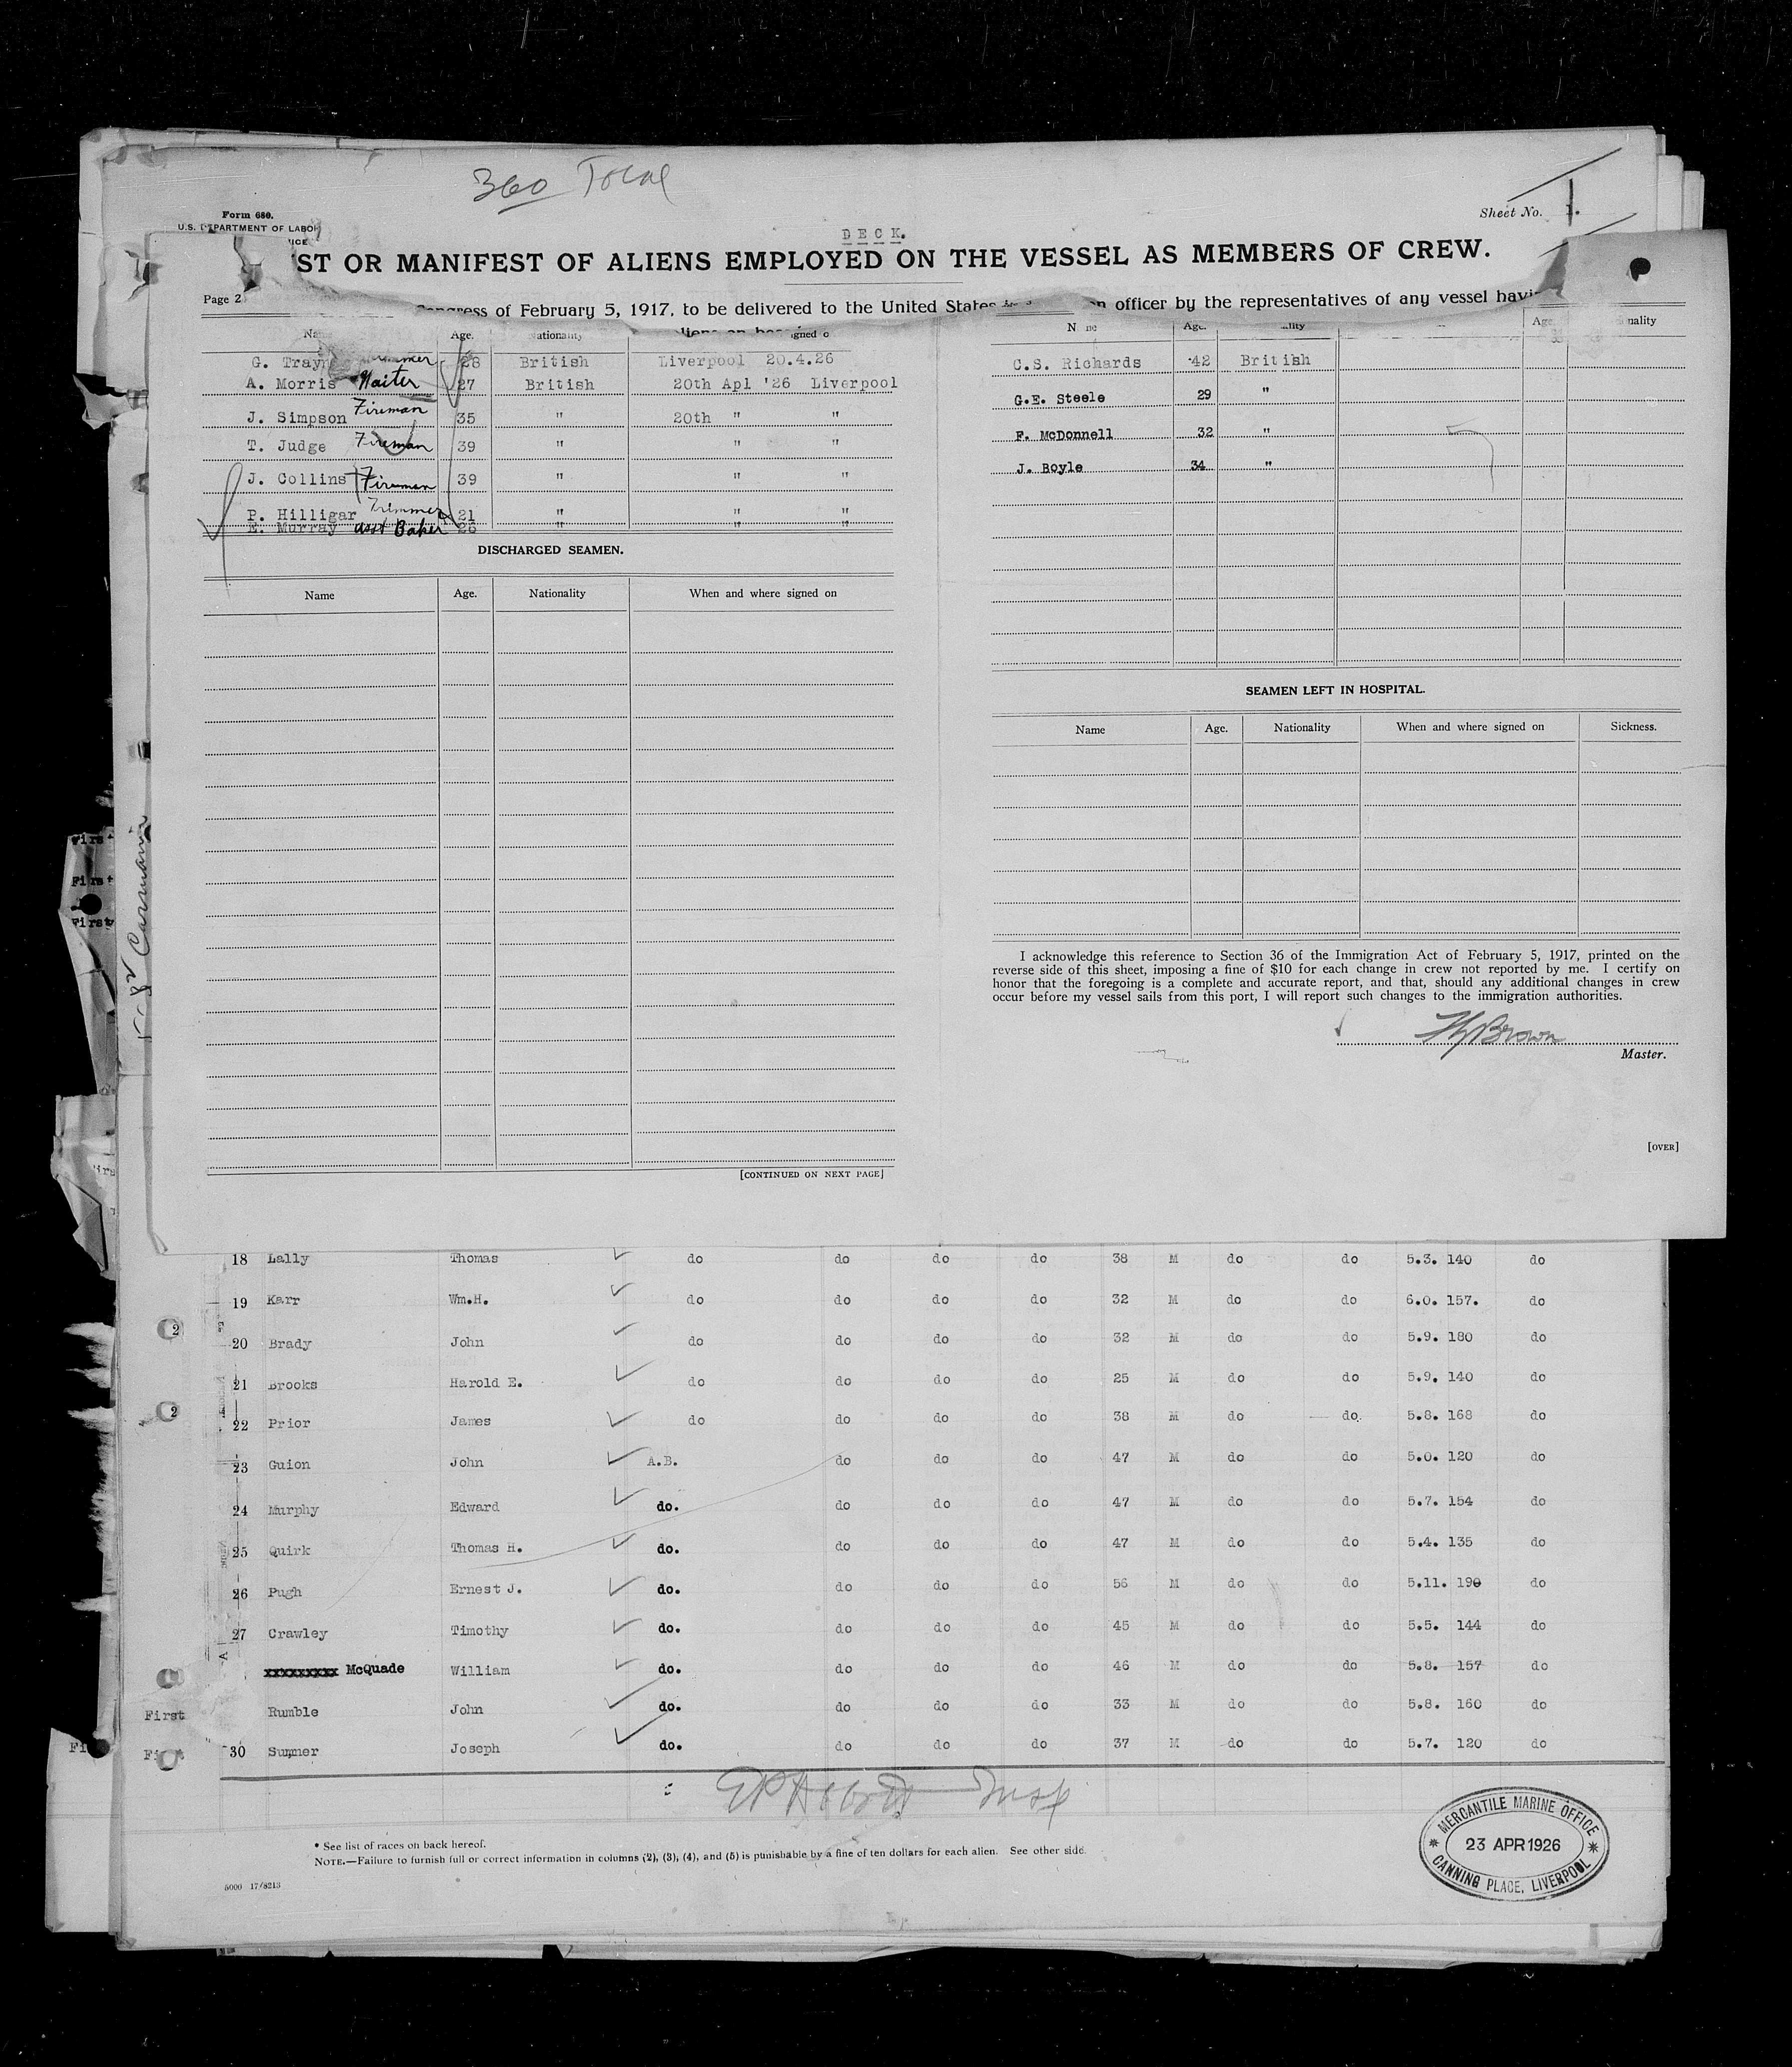 360 Total
Form 680.
U.S. DEPARTMENT OF LABOR
Sheet No. 1.
DECK.
ST OR MANIFEST OF ALIENS EMPLOYED ON THE VESSEL AS MEMBERS OF CREW.
Page 2
Congress of February 5, 1917, to be delivered to the United States officer by the representatives of any vessel havi
Age.
G. Trayn 28 British Liverpool 20.4.26
A. Morris Waiter 27 British 20th Apl '26 Liverpool
J. Simpson Fireman 35 " 20th " "
T. Judge Fireman 39 " " "
J. Collins Fireman 39 " " "
P. Hilligar Trimmer 21 " " "
E. Murray asst Baker 26 " " "
DISCHARGED SEAMEN.
Name Age. Nationality When and where signed on
[CONTINUED ON NEXT PAGE]
C.S. Richards 42 British
G.E. Steele 29 "
F. McDonnell 32 "
J. Boyle 34 "
SEAMEN LEFT IN HOSPITAL.
Name Age. Nationality When and where signed on Sickness.
I acknowledge this reference to Section 36 of the Immigration Act of February 5, 1917, printed on the
reverse side of this sheet, imposing a fine of $10 for each change in crew not reported by me. I certify on
honor that the foregoing is a complete and accurate report, and that, should any additional changes in crew
occur before my vessel sails from this port, I will report such changes to the immigration authorities.
Brown
Master.
[OVER]
Carmania
First
First
First
18 Lally Thomas do do do do 38 M do do 5.3. 140 do
19 Karr Wm.H. do do do do 32 M do do 6.0. 157. do
20 Brady John do do do do 32 M do do 5.9. 180 do
21 Brooks Harold E. do do do do 25 M do do 5.9. 140 do
22 Prior James do do do do 38 M do do. 5.8. 168 do
23 Guion John A.B. do do do 47 M do do 5.0. 120 do
24 Murphy Edward do. do do do 47 M do do 5.7. 154 do
25 Quirk Thomas H. do. do do do 47 M do do 5.4. 135 do
26 Pugh Ernest J. do. do do do 56 M do do 5.11. 190 do
27 Crawley Timothy do. do do do 45 M do do 5.5. 144 do
xxxxxxxxx McQuade William do. do do do 46 M do do 5.8. 157 do
First Rumble John do. do do do 33 M do do 5.8. 160 do
30 Sumner Joseph do. do do do 37 M do do 5.7. 120 do
Insp
* See list of races on back hereof.
NOTE.—Failure to furnish full or correct information in columns (2), (3), (4), and (5) is punishable by a fine of ten dollars for each alien. See other side.
5000 17/8213
MERCANTILE MARINE OFFICE
23 APR 1926
CANNING PLACE, LIVERPOOL